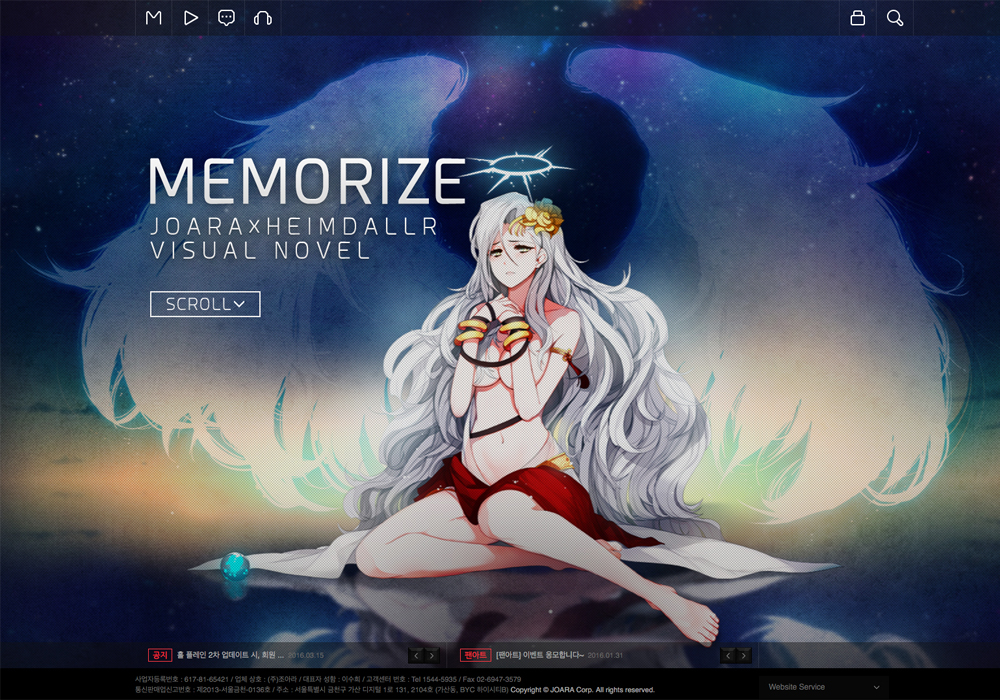 M
MEMORIZE
JOARAxHEIMDALLR
VISUAL NOVEL
SCROLL
공지 홀 플레인 2차 업데이트 시, 회원 ... 2016.03.15
팬아트 [팬아트] 이벤트 응모합니다~ 2016.01.31
사업자등록번호 : 617-81-65421 / 업체 상호 : (주)조아라 / 대표자 성함 : 이수희 / 고객센터 번호 : Tel 1544-5935 / Fax 02-6947-3579
통신판매업신고번호 : 제2013-서울금천-0136호 / 주소 : 서울특별시 금천구 가산 디지털 1로 131, 2104호 (가산동, BYC 하이시티B) Copyright © JOARA Corp. All rights reserved.
Website Service